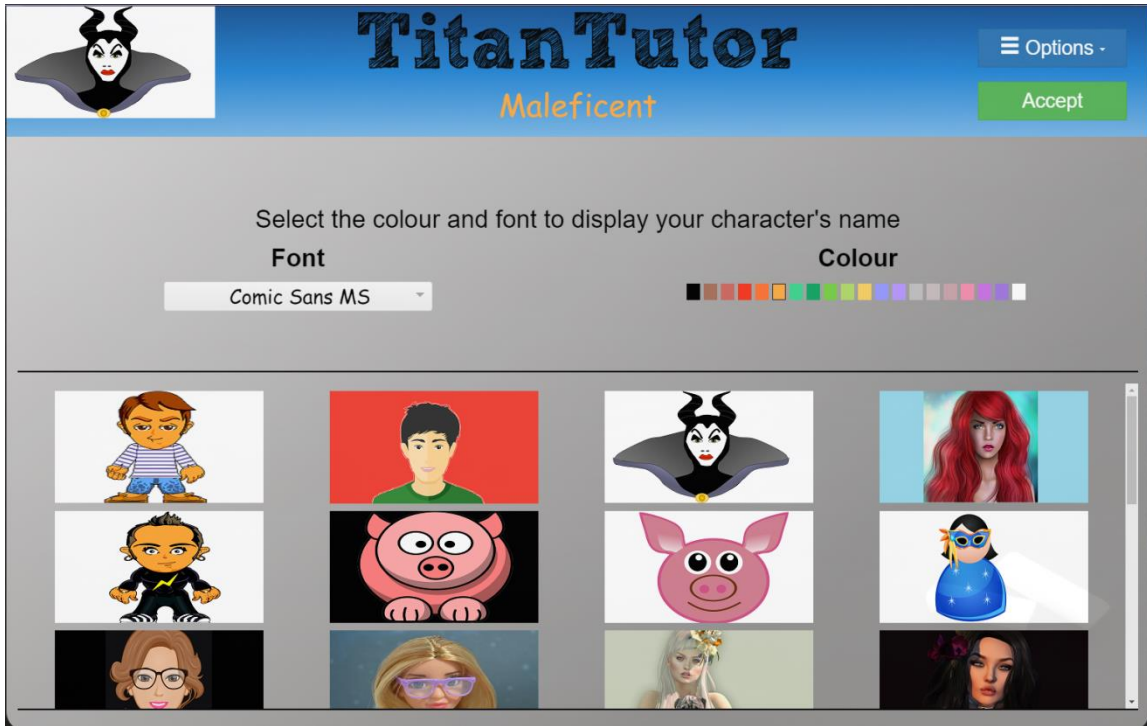 TitanTutor
Maleficent
Options
Accept
Select the colour and font to display your character's name
Font
Colour
Comic Sans MS